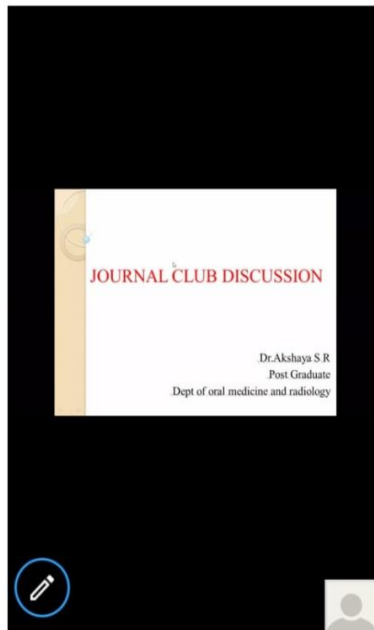 JOURNAL CLUB DISCUSSION
Dr.Akshaya S R
Post Graduate
Dept of oral medicine and radiology